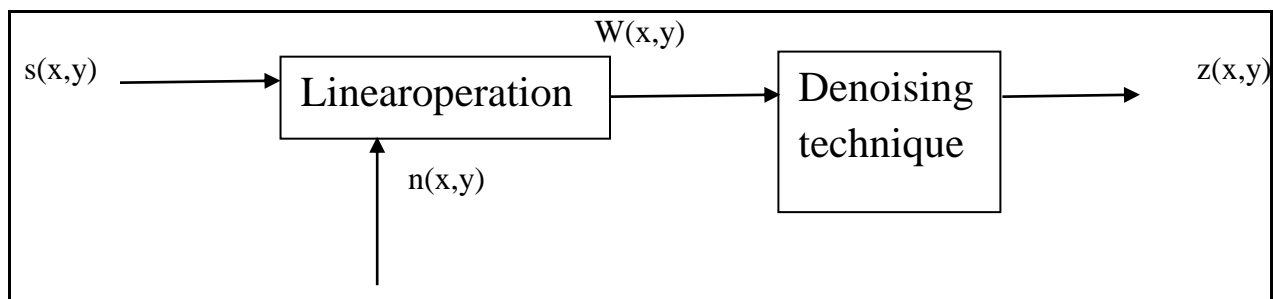 W(x,y)
s(x,y)
z(x,y)
Linearoperation
Denoising
technique
n(x,y)